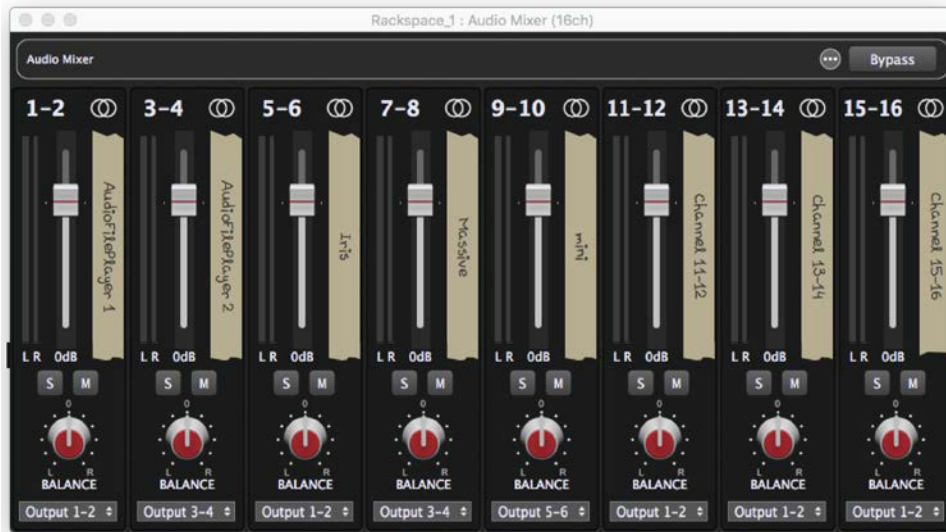 Rackspace_1 : Audio Mixer (16ch)
Audio Mixer
Bypass
1-2 3-4 5-6 7-8 9-10 11-12 13-14 15-16
AudioFilePlayer 1
AudioFilePlayer 2
Iris
Massive
mini
Channel 11-12
Channel 13-14
Channel 15-16
L R 0dB L R 0dB L R 0dB L R 0dB L R 0dB L R 0dB L R 0dB L R 0dB
S M S M S M S M S M S M S M S M
0 0 0 0 0 0 0 0
L R L R L R L R L R L R L R L R
BALANCE BALANCE BALANCE BALANCE BALANCE BALANCE BALANCE BALANCE
Output 1-2 Output 3-4 Output 1-2 Output 3-4 Output 5-6 Output 1-2 Output 1-2 Output 1-2